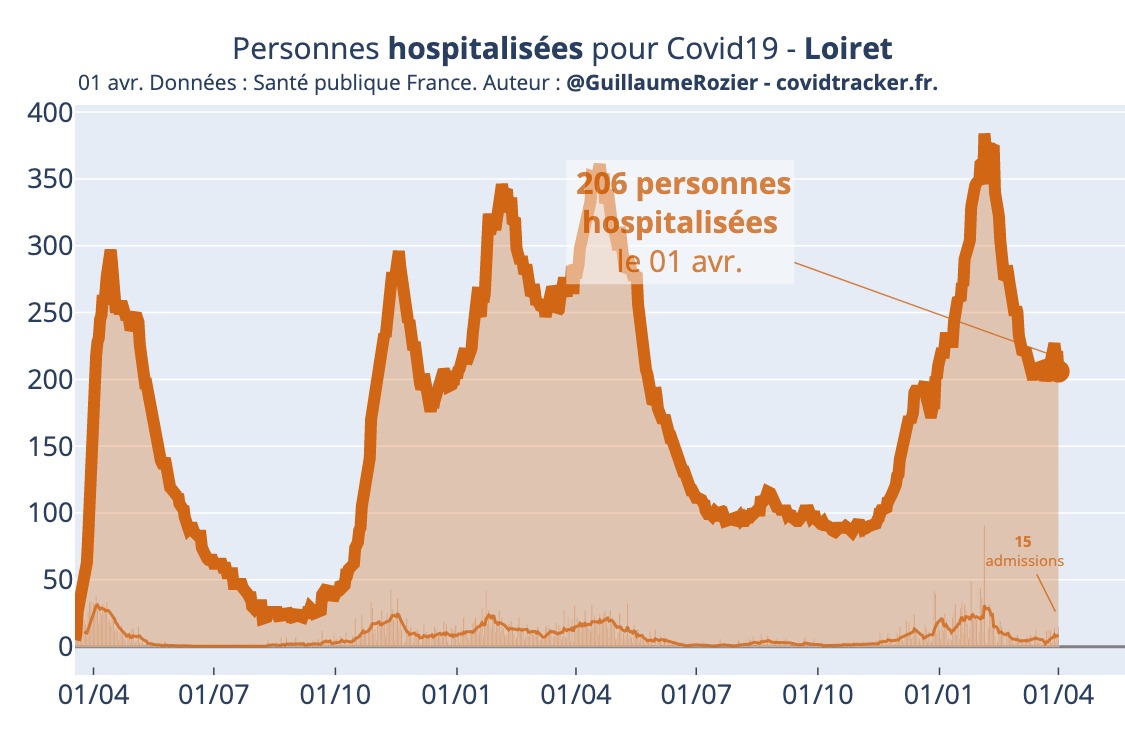 Personnes hospitalisées pour Covid19 - Loiret
01 avr. Données : Santé publique France. Auteur : @GuillaumeRozier - covidtracker.fr.
400
350
300
250
200
150
100
50
0
206 personnes
hospitalisées
le 01 avr.
15
admissions
01/04 01/07 01/10 01/01 01/04 01/07 01/10 01/01 01/04